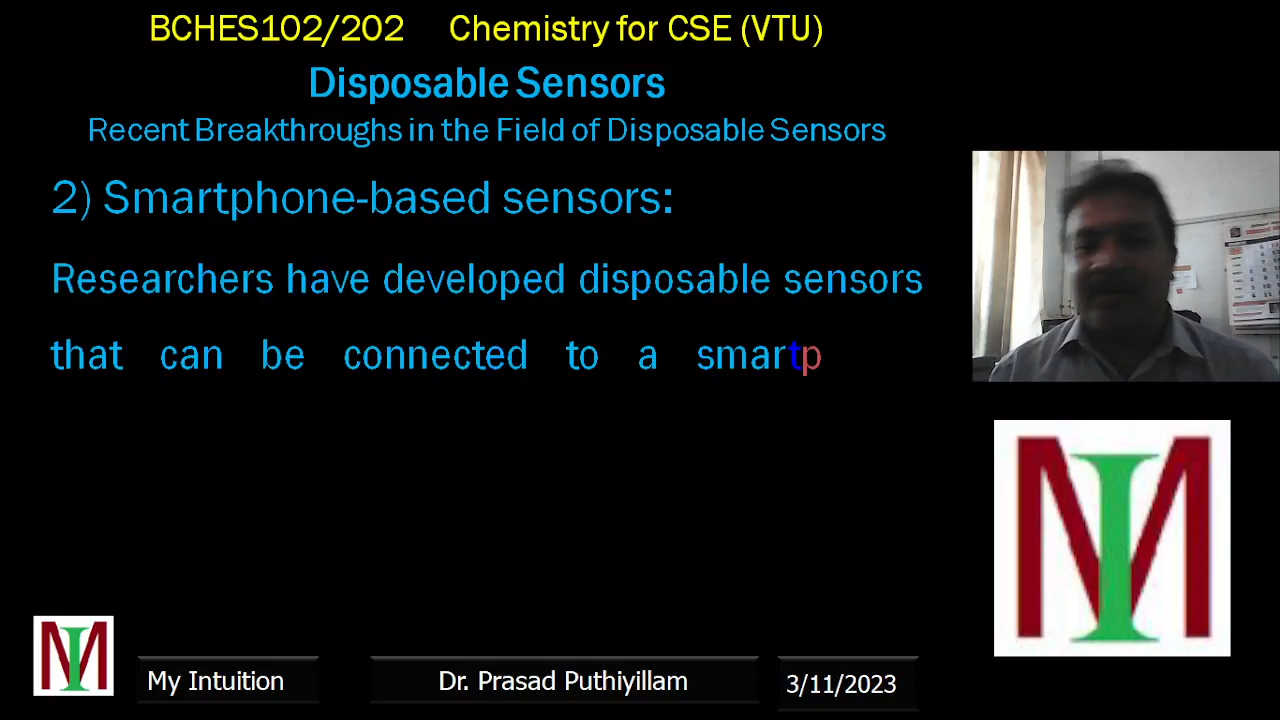 BCHES102/202 Chemistry for CSE (VTU)
Disposable Sensors
Recent Breakthroughs in the Field of Disposable Sensors
2) Smartphone-based sensors:
Researchers have developed disposable sensors
that can be connected to a smartp
MI
MI
My Intuition
Dr. Prasad Puthiyillam
3/11/2023